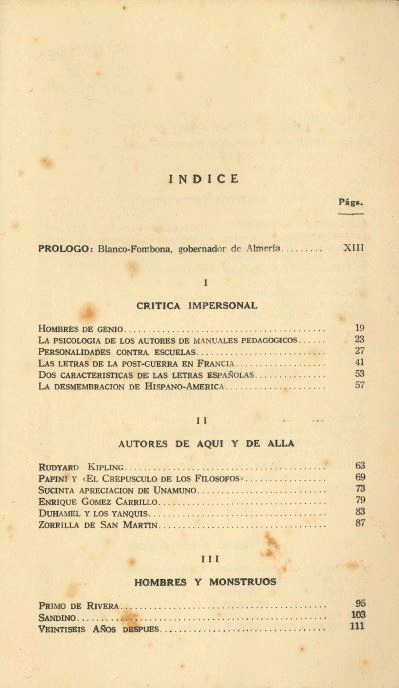 INDICE
Págs.
PROLOGO: Blanco-Fombona, gobernador de Almería......... XIII
I
CRITICA IMPERSONAL
HOMBRES DE GENIO........................................ 19
LA PSICOLOGIA DE LOS AUTORES DE MANUALES PEDAGOGICOS...... 23
PERSONALIDADES CONTRA ESCUELAS.......................... 27
LAS LETRAS DE LA POST-GUERRA EN FRANCIA................. 41
DOS CARACTERISTICAS DE LAS LETRAS ESPAÑOLAS............. 53
LA DESMEMBRACION DE HISPANO-AMERICA..................... 57
II
AUTORES DE AQUI Y DE ALLA
RUDYARD KIPLING......................................... 63
PAPINI Y «EL CREPUSCULO DE LOS FILOSOFOS»............... 69
SUCINTA APRECIACION DE UNAMUNO.......................... 73
ENRIQUE GOMEZ CARRILLO.................................. 79
DUHAMEL Y LOS YANQUIS................................... 83
ZORRILLA DE SAN MARTIN.................................. 87
III
HOMBRES Y MONSTRUOS
PRIMO DE RIVERA......................................... 95
SANDINO................................................. 103
VEINTISEIS AÑOS DESPUES................................. 111